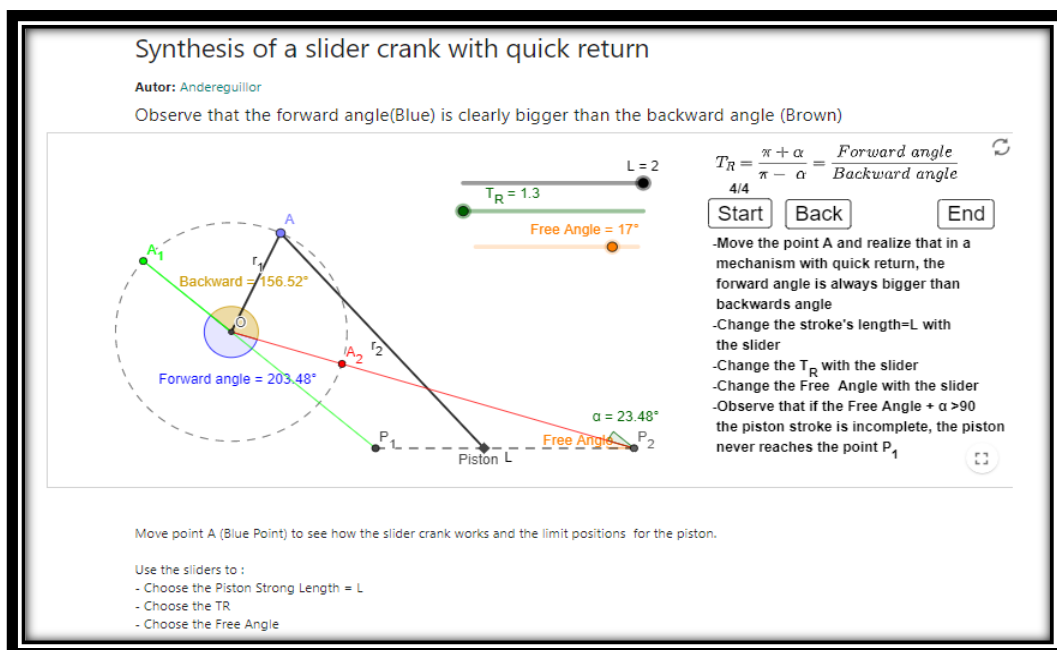 Synthesis of a slider crank with quick return
Autor: Andereguillor
Observe that the forward angle(Blue) is clearly bigger than the backward angle (Brown)
L = 2
T_R = 1.3
Free Angle = 17°
A
A₁
r₁
Backward = 156.52°
O
A₂
r₂
Forward angle = 203.48°
α = 23.48°
P₁
Free Angle
P₂
Piston L
T_R = (π + α)/(π − α) = Forward angle/Backward angle
4/4
Start Back End
-Move the point A and realize that in a
mechanism with quick return, the
forward angle is always bigger than
backwards angle
-Change the stroke's length=L with
the slider
-Change the T_R with the slider
-Change the Free Angle with the slider
-Observe that if the Free Angle + α >90
the piston stroke is incomplete, the piston
never reaches the point P₁
Move point A (Blue Point) to see how the slider crank works and the limit positions for the piston.
Use the sliders to :
- Choose the Piston Strong Length = L
- Choose the TR
- Choose the Free Angle